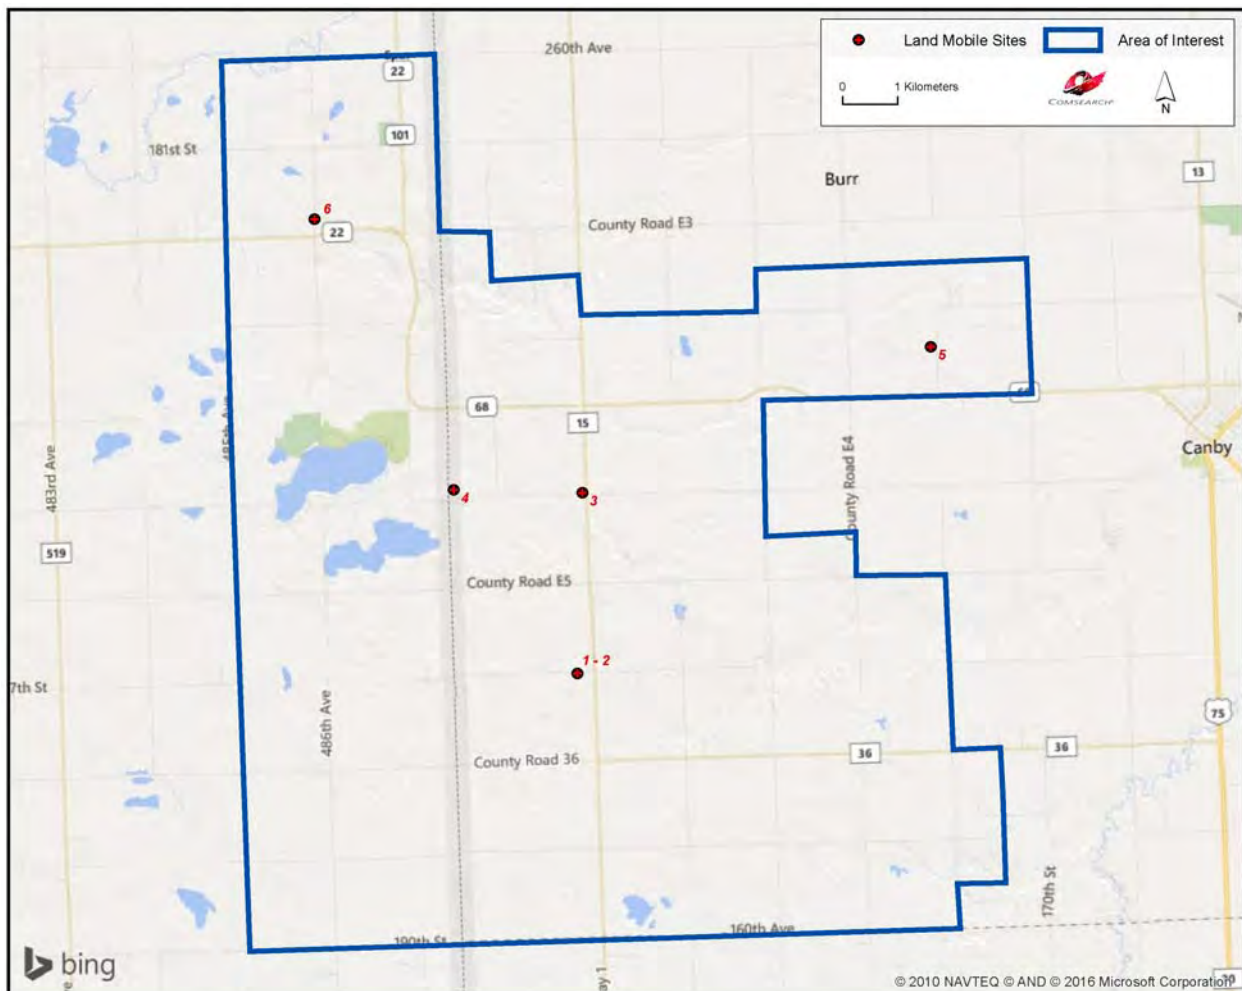 Land Mobile Sites
Area of Interest
0
1 Kilometers
COMSEARCH
N
260th Ave
22
101
181st St
Burr
13
6
22
County Road E3
5
68
15
485th Ave
County Road E4
Canby
483rd Ave
4
3
519
County Road E5
1 - 2
7th St
486th Ave
75
County Road 36
36
36
170th St
190th St
160th Ave
bing
ay 1
© 2010 NAVTEQ © AND © 2016 Microsoft Corporation
30